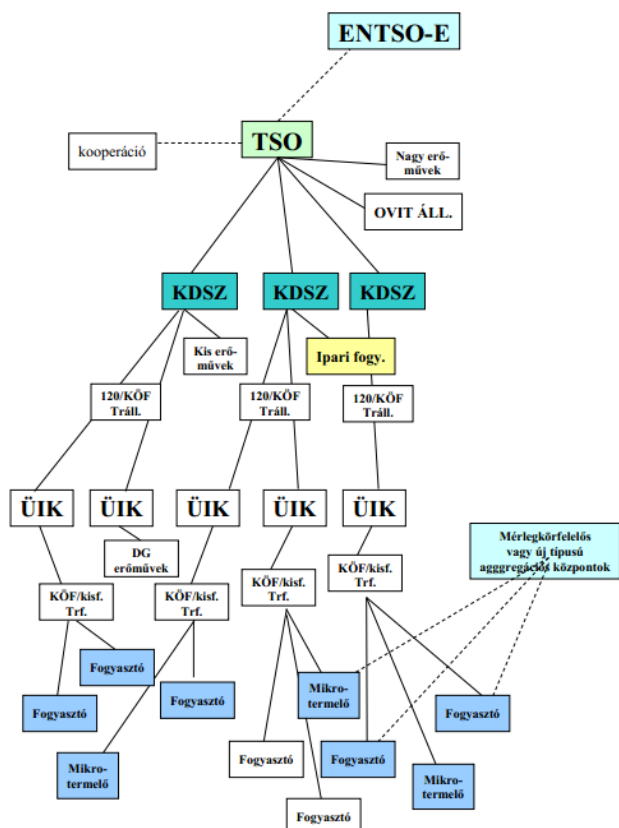 ENTSO-E
TSO
kooperáció
Nagy erő-
művek
OVIT ÁLL.
KDSZ
KDSZ
KDSZ
Kis erő-
művek
Ipari fogy.
120/KÖF
Tráll.
120/KÖF
Tráll.
120/KÖF
Tráll.
ÜIK
ÜIK
ÜIK
ÜIK
ÜIK
DG
erőművek
Mérlegkörfelelős
vagy új típusú
agggregációs központok
KÖF/kisf.
Trf.
KÖF/kisf.
Trf.
KÖF/kisf.
Trf.
KÖF/kisf.
Trf.
Fogyasztó
Fogyasztó
Fogyasztó
Mikro-
termelő
Fogyasztó
Mikro-
termelő
Fogyasztó
Fogyasztó
Mikro-
termelő
Fogyasztó